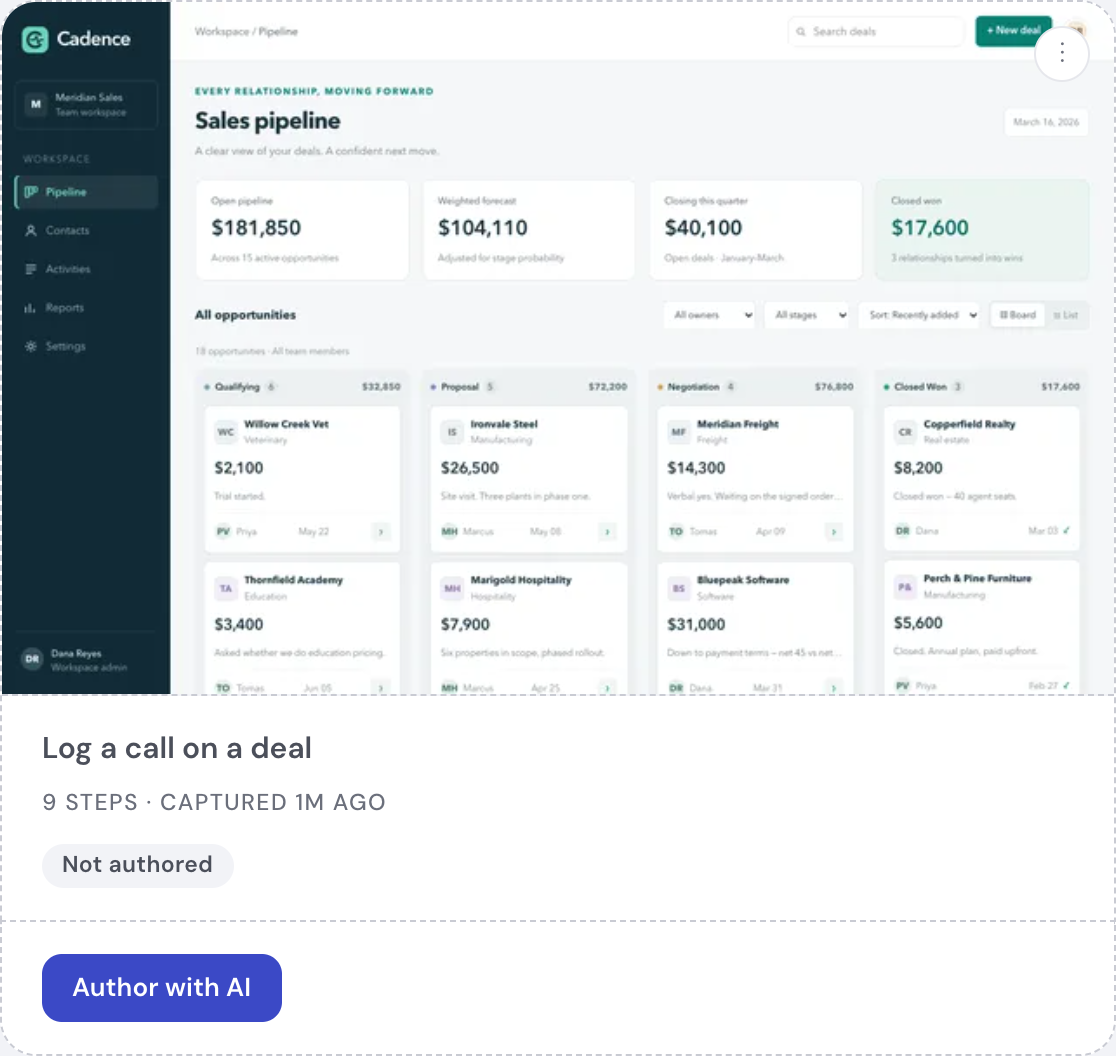 Cadence
Workspace / Pipeline
Search deals
+ New deal
M
Meridian Sales
Team workspace
WORKSPACE
Pipeline
Contacts
Activities
Reports
Settings
DR
Dana Reyes
Workspace admin
EVERY RELATIONSHIP, MOVING FORWARD
Sales pipeline
A clear view of your deals. A confident next move.
March 16, 2026
Open pipeline
$181,850
Across 15 active opportunities
Weighted forecast
$104,110
Adjusted for stage probability
Closing this quarter
$40,100
Open deals · January-March
Closed won
$17,600
3 relationships turned into wins
All opportunities
All owners
All stages
Sort: Recently added
Board
List
18 opportunities · All team members
Qualifying 6 $32,850
WC
Willow Creek Vet
Veterinary
$2,100
Trial started.
PV Priya May 22
TA
Thornfield Academy
Education
$3,400
Asked whether we do education pricing.
TO Tomas Jun 05
Proposal 5 $72,200
IS
Ironvale Steel
Manufacturing
$26,500
Site visit. Three plants in phase one.
MH Marcus May 08
MH
Marigold Hospitality
Hospitality
$7,900
Six properties in scope, phased rollout.
MH Marcus Apr 25
Negotiation 4 $76,800
MF
Meridian Freight
Freight
$14,300
Verbal yes. Waiting on the signed order...
TO Tomas Apr 09
BS
Bluepeak Software
Software
$31,000
Down to payment terms – net 45 vs net...
DR Dana Mar 31
Closed Won 3 $17,600
CR
Copperfield Realty
Real estate
$8,200
Closed won – 40 agent seats.
DR Dana Mar 03 ✓
P&
Perch & Pine Furniture
Manufacturing
$5,600
Closed. Annual plan, paid upfront.
PV Priya Feb 27 ✓
Log a call on a deal
9 STEPS · CAPTURED 1M AGO
Not authored
Author with AI